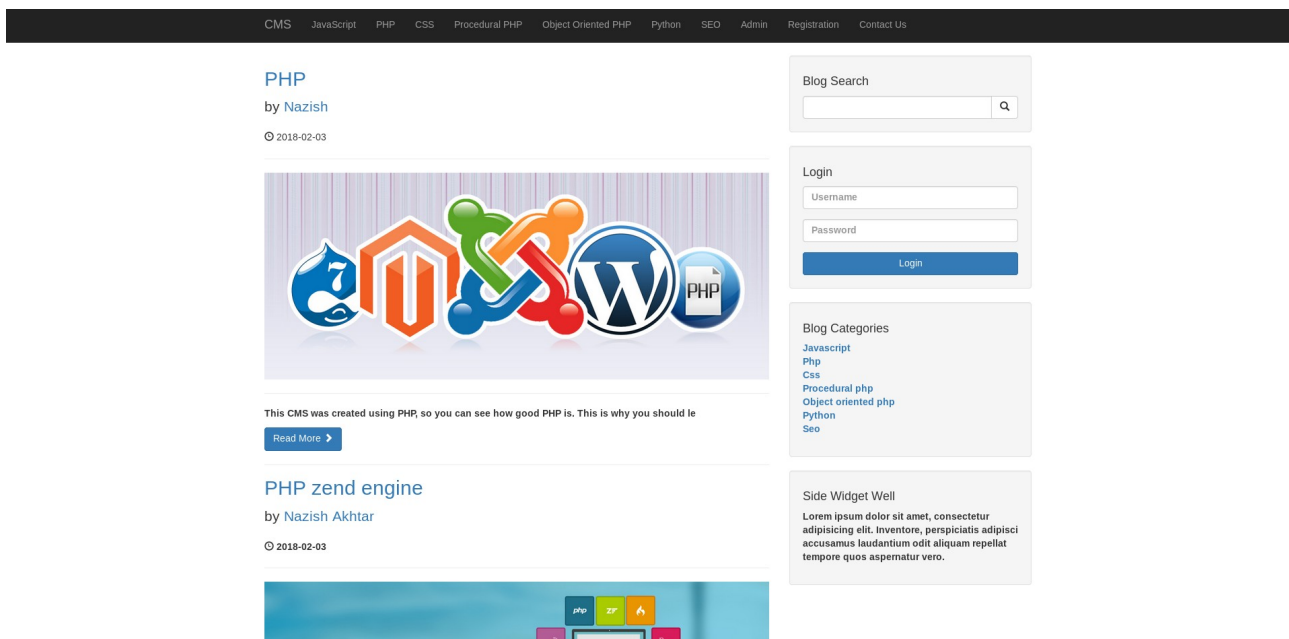 CMS JavaScript PHP CSS Procedural PHP Object Oriented PHP Python SEO Admin Registration Contact Us
PHP
by Nazish
2018-02-03
7
PHP
This CMS was created using PHP, so you can see how good PHP is. This is why you should le
Read More
PHP zend engine
by Nazish Akhtar
2018-02-03
php ZF
Blog Search
Login
Username
Password
Login
Blog Categories
Javascript
Php
Css
Procedural php
Object oriented php
Python
Seo
Side Widget Well
Lorem ipsum dolor sit amet, consectetur
adipisicing elit. Inventore, perspiciatis adipisci
accusamus laudantium odit aliquam repellat
tempore quos aspernatur vero.